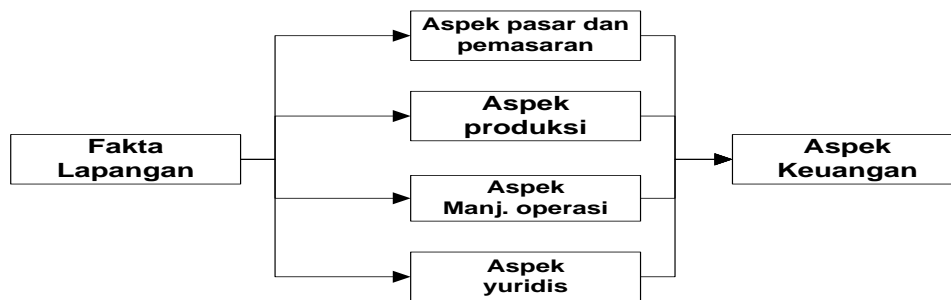 Aspek pasar dan
pemasaran
Aspek
produksi
Fakta
Lapangan
Aspek
Keuangan
Aspek
Manj. operasi
Aspek
yuridis